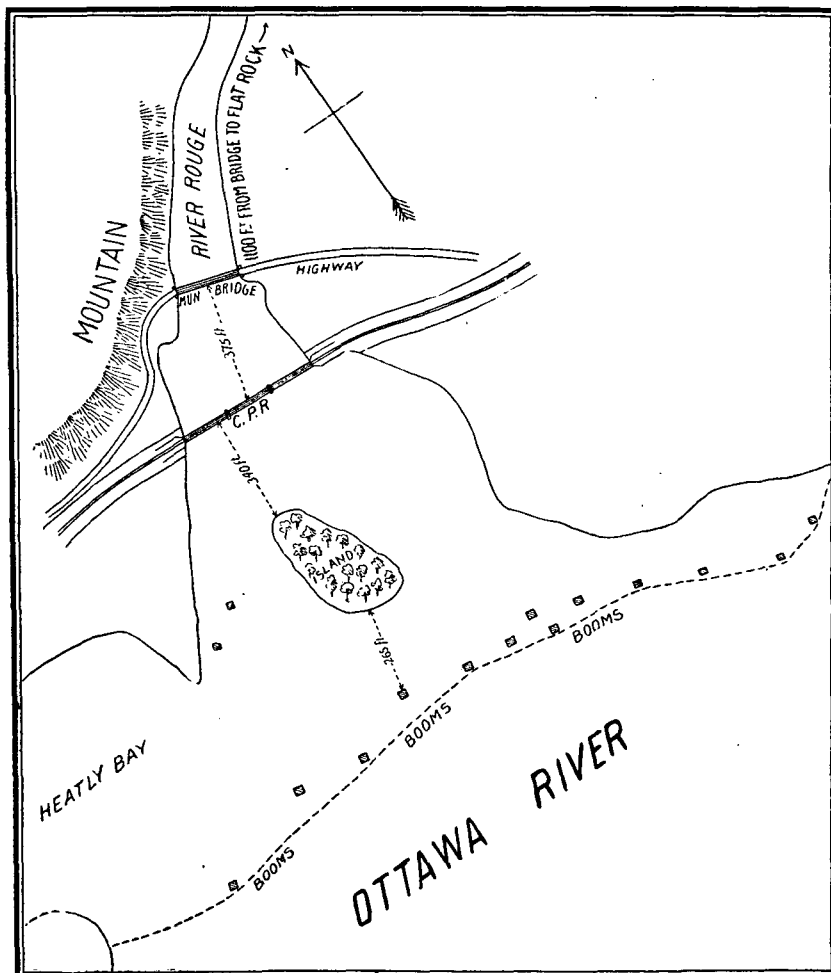 N
MOUNTAIN
RIVER ROUGE
1100 FT FROM BRIDGE TO FLAT ROCK
HIGHWAY
MUN BRIDGE
375 ft
C.P.R
390 ft.
ISLAND
265 ft
BOOMS
BOOMS
BOOMS
HEATLY BAY
OTTAWA RIVER